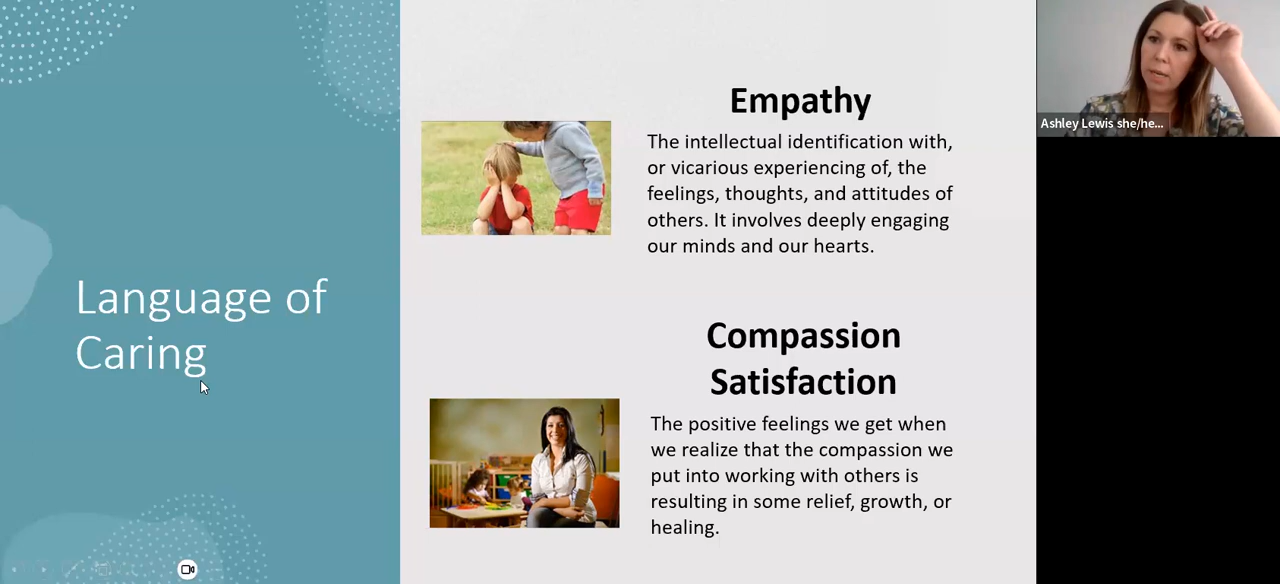 Language of
Caring
Empathy
The intellectual identification with,
or vicarious experiencing of, the
feelings, thoughts, and attitudes of
others. It involves deeply engaging
our minds and our hearts.
Compassion
Satisfaction
The positive feelings we get when
we realize that the compassion we
put into working with others is
resulting in some relief, growth, or
healing.
Ashley Lewis she/he...